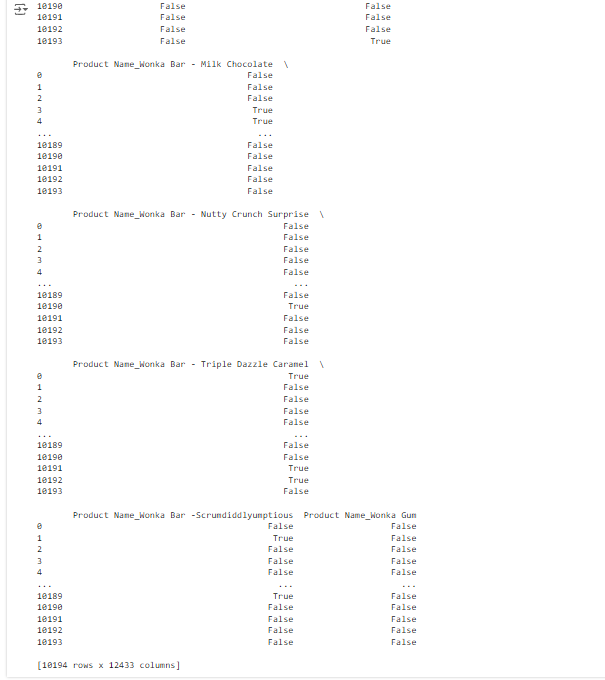 10190 False False
10191 False False
10192 False False
10193 False True
Product Name_Wonka Bar - Milk Chocolate \
0 False
1 False
2 False
3 True
4 True
... ...
10189 False
10190 False
10191 False
10192 False
10193 False
Product Name_Wonka Bar - Nutty Crunch Surprise \
0 False
1 False
2 False
3 False
4 False
... ...
10189 False
10190 True
10191 False
10192 False
10193 False
Product Name_Wonka Bar - Triple Dazzle Caramel \
0 True
1 False
2 False
3 False
4 False
... ...
10189 False
10190 False
10191 True
10192 True
10193 False
Product Name_Wonka Bar -Scrumdiddlyumptious Product Name_Wonka Gum
0 False False
1 True False
2 False False
3 False False
4 False False
... ... ...
10189 True False
10190 False False
10191 False False
10192 False False
10193 False False
[10194 rows x 12433 columns]